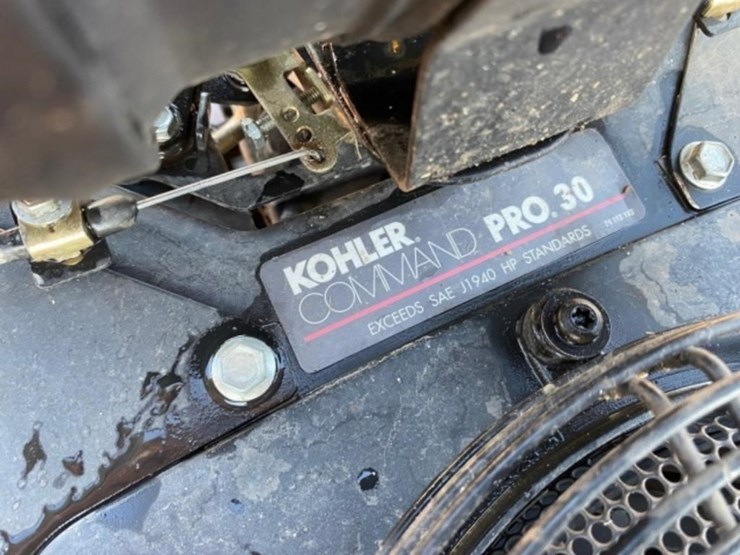 KOHLER.
COMMAND PRO. 30
EXCEEDS SAE J1940 HP STANDARDS